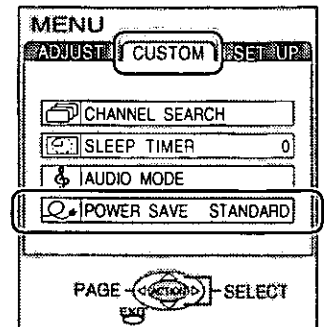 MENU
ADJUST CUSTOM SET UP
CHANNEL SEARCH
SLEEP TIMER 0
AUDIO MODE
POWER SAVE STANDARD
PAGE ACTION SELECT
EXIT